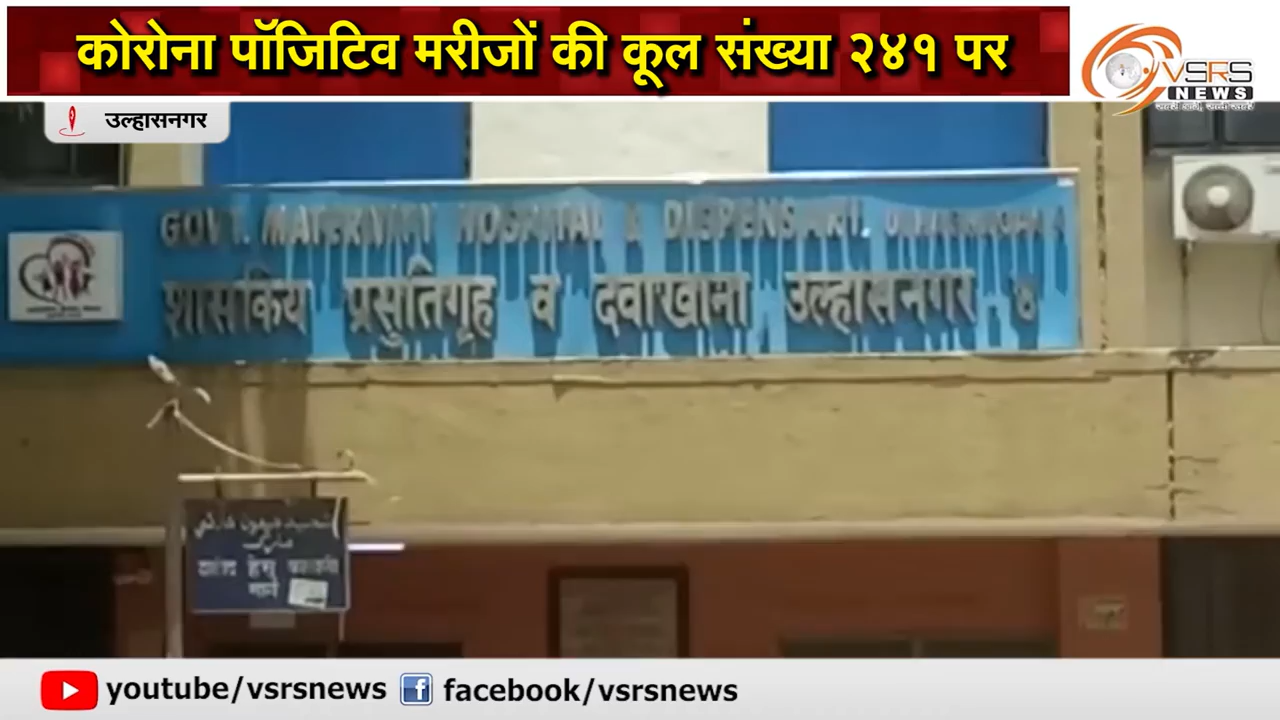 कोरोना पॉजिटिव मरीजों की कूल संख्या २४१ पर
VSRS
NEWS
उल्हासनगर
GOVT. MATERNITY HOSPITAL & DISPENSARY,
शासकिय प्रसुतिगृह व दवाखाना उल्हासनगर - ४
हेमू
मार्ग
youtube/vsrsnews
facebook/vsrsnews